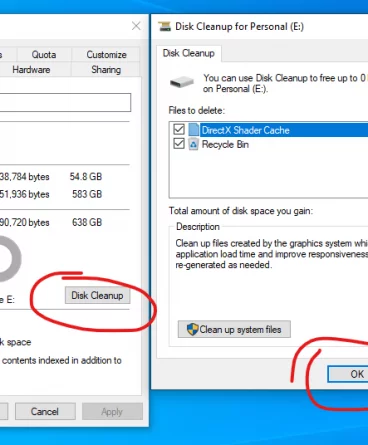 Quota
Customize
Hardware
Sharing
38,784 bytes 54.8 GB
51,936 bytes 583 GB
90,720 bytes 638 GB
e E:
Disk Cleanup
k space
contents indexed in addition to
Cancel
Apply
Disk Cleanup for Personal (E:)
Disk Cleanup
You can use Disk Cleanup to free up to 0
on Personal (E:).
Files to delete:
DirectX Shader Cache
Recycle Bin
Total amount of disk space you gain:
Description
Clean up files created by the graphics system whic
application load time and improve responsiveness
re-generated as needed.
Clean up system files
OK